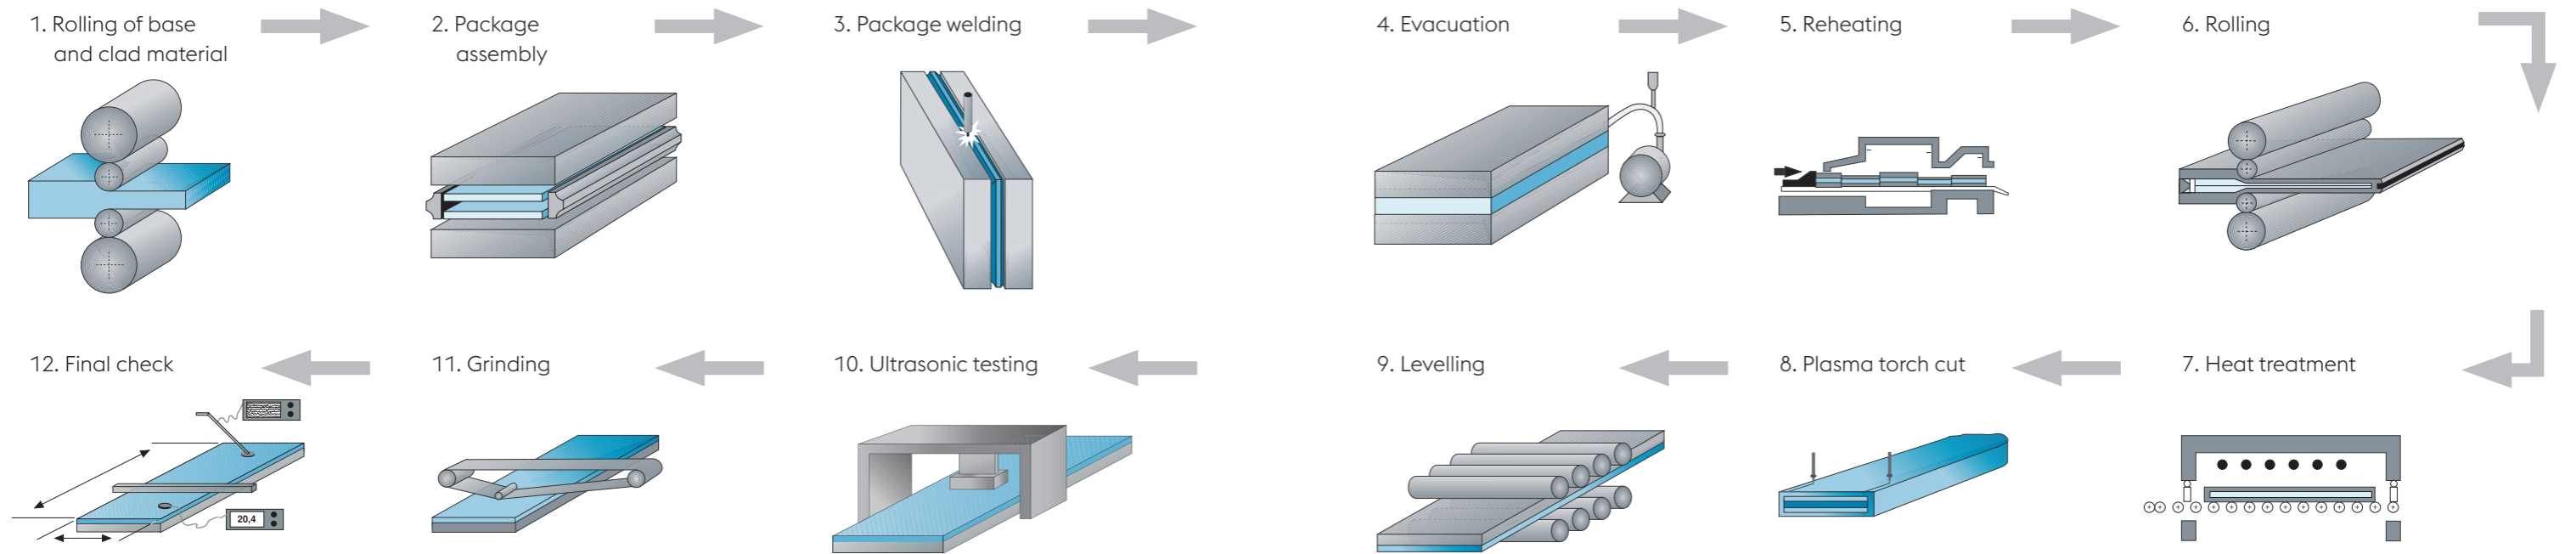 1. Rolling of base
and clad material
2. Package
assembly
3. Package welding
4. Evacuation
5. Reheating
6. Rolling
12. Final check
11. Grinding
10. Ultrasonic testing
9. Levelling
8. Plasma torch cut
7. Heat treatment
20,4